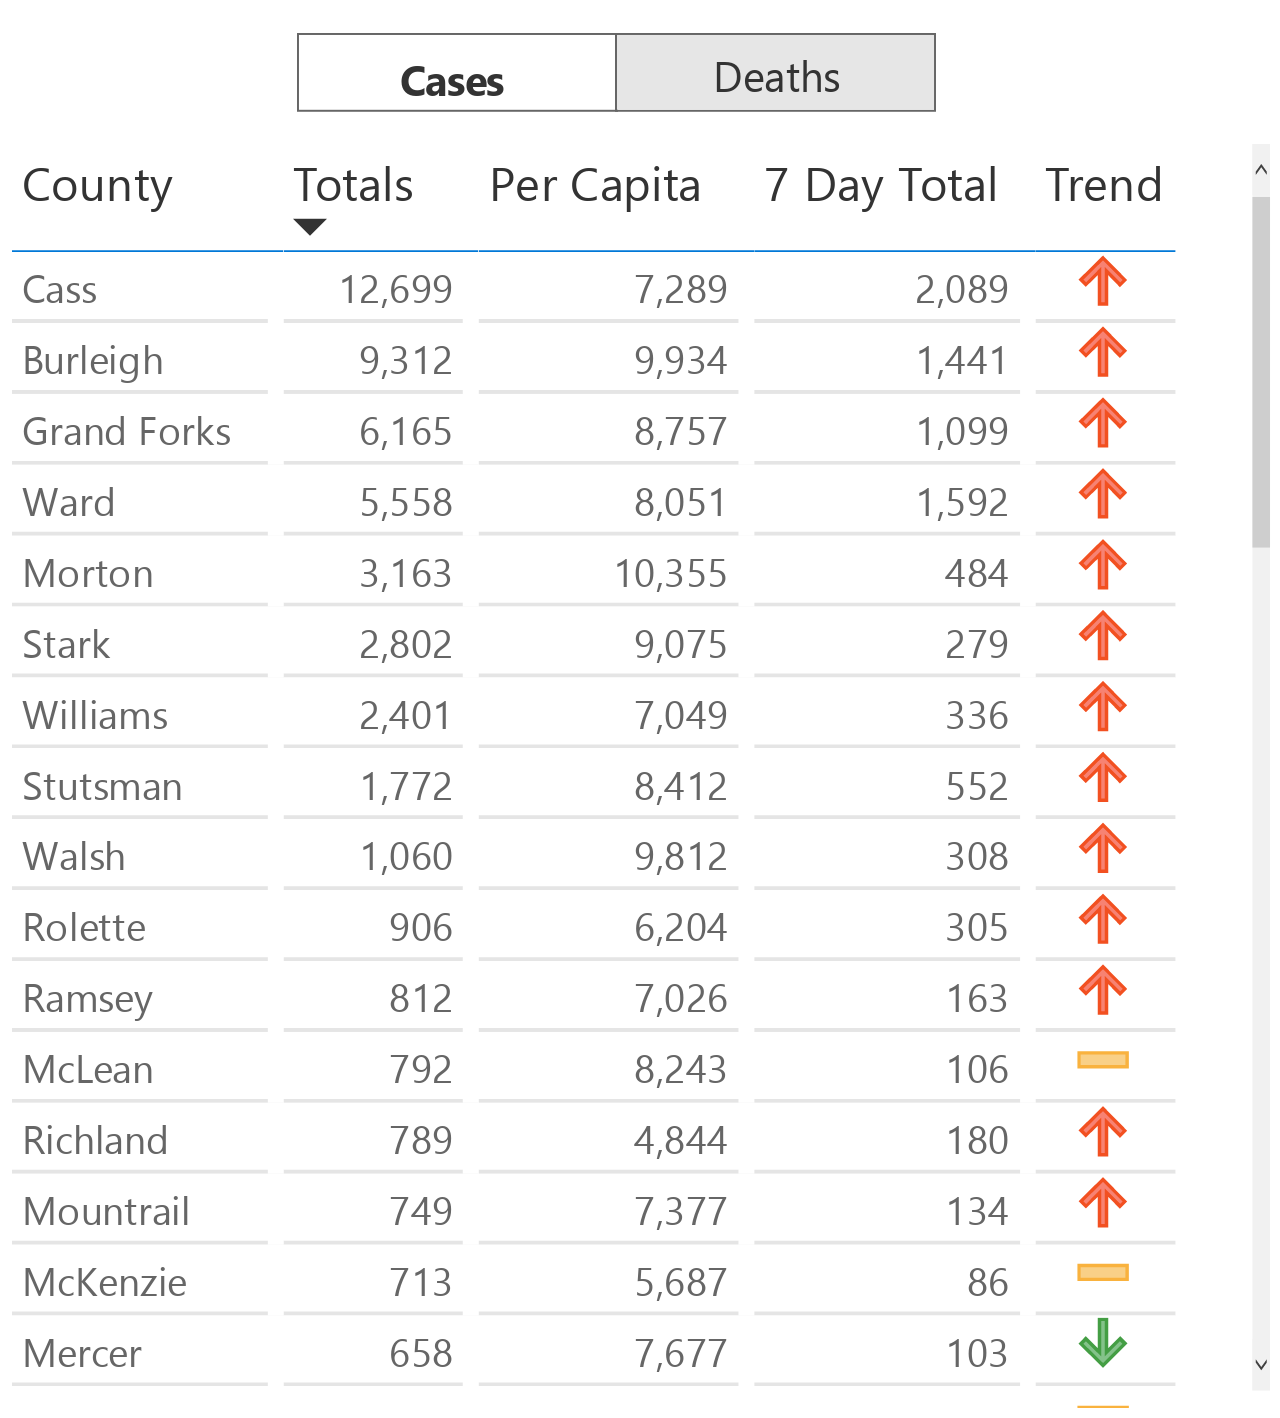 Cases Deaths
County Totals Per Capita 7 Day Total Trend
Cass 12,699 7,289 2,089
Burleigh 9,312 9,934 1,441
Grand Forks 6,165 8,757 1,099
Ward 5,558 8,051 1,592
Morton 3,163 10,355 484
Stark 2,802 9,075 279
Williams 2,401 7,049 336
Stutsman 1,772 8,412 552
Walsh 1,060 9,812 308
Rolette 906 6,204 305
Ramsey 812 7,026 163
McLean 792 8,243 106
Richland 789 4,844 180
Mountrail 749 7,377 134
McKenzie 713 5,687 86
Mercer 658 7,677 103